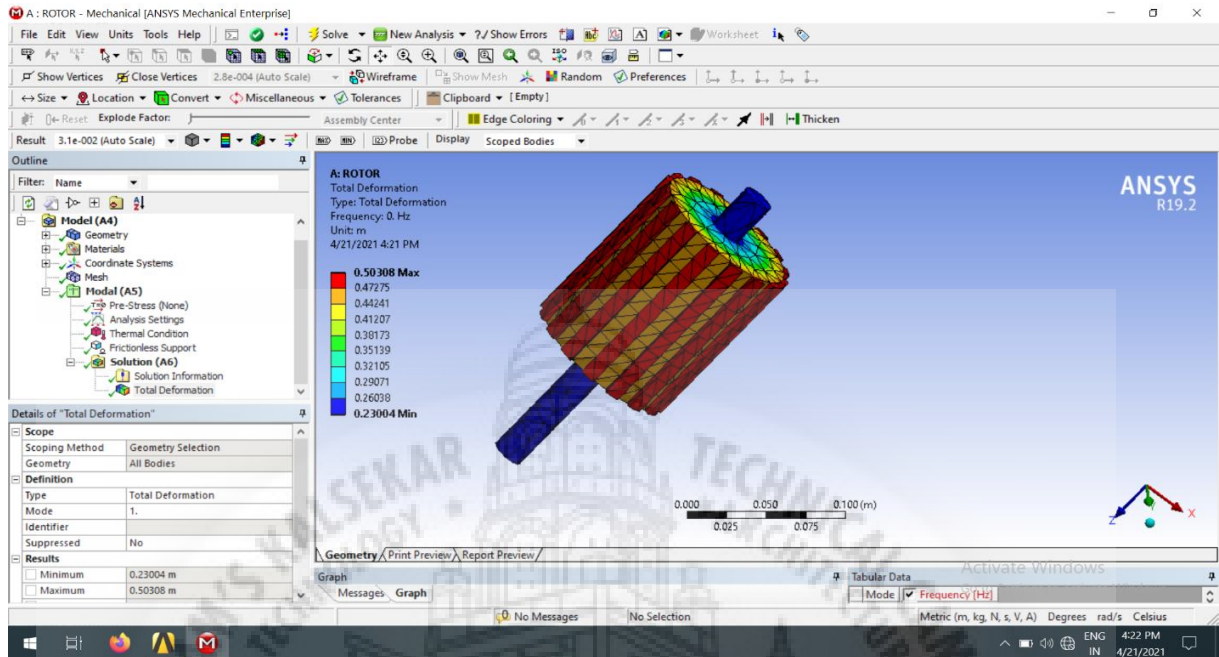 A : ROTOR - Mechanical [ANSYS Mechanical Enterprise]
File Edit View Units Tools Help Solve New Analysis ?/ Show Errors Worksheet
Show Vertices Close Vertices 2.8e-004 (Auto Scale) Wireframe Show Mesh Random Preferences
Size Location Convert Miscellaneous Tolerances Clipboard [Empty]
Reset Explode Factor: Assembly Center Edge Coloring Thicken
Result 3.1e-002 (Auto Scale) Probe Display Scoped Bodies
Outline
Filter: Name
Model (A4)
Geometry
Materials
Coordinate Systems
Mesh
Modal (A5)
Pre-Stress (None)
Analysis Settings
Thermal Condition
Frictionless Support
Solution (A6)
Solution Information
Total Deformation
Details of "Total Deformation"
Scope
Scoping Method Geometry Selection
Geometry All Bodies
Definition
Type Total Deformation
Mode 1.
Identifier
Suppressed No
Results
Minimum 0.23004 m
Maximum 0.50308 m
A: ROTOR
Total Deformation
Type: Total Deformation
Frequency: 0. Hz
Unit: m
4/21/2021 4:21 PM
0.50308 Max
0.47275
0.44241
0.41207
0.38173
0.35139
0.32105
0.29071
0.26038
0.23004 Min
ANSYS
R19.2
0.000 0.050 0.100 (m)
0.025 0.075
Z X
KALSEKAR TECHNICAL
Geometry Print Preview Report Preview
Graph
Messages Graph
Tabular Data
Mode Frequency [Hz]
Activate Windows
No Messages No Selection Metric (m, kg, N, s, V, A) Degrees rad/s Celsius
ENG 4:22 PM
IN 4/21/2021